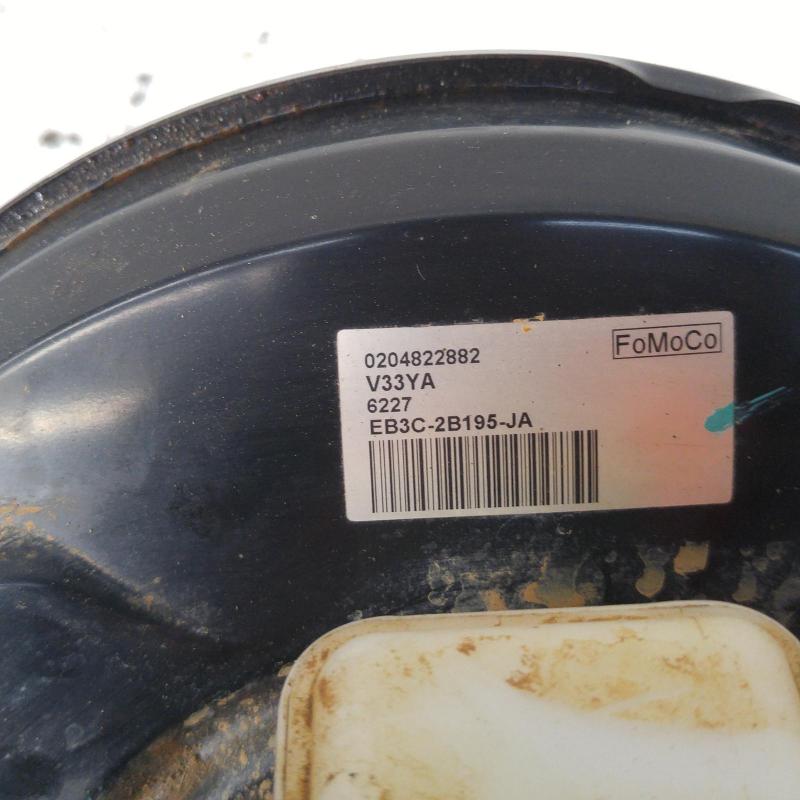 FoMoCo
0204822882
V33YA
6227
EB3C-2B195-JA